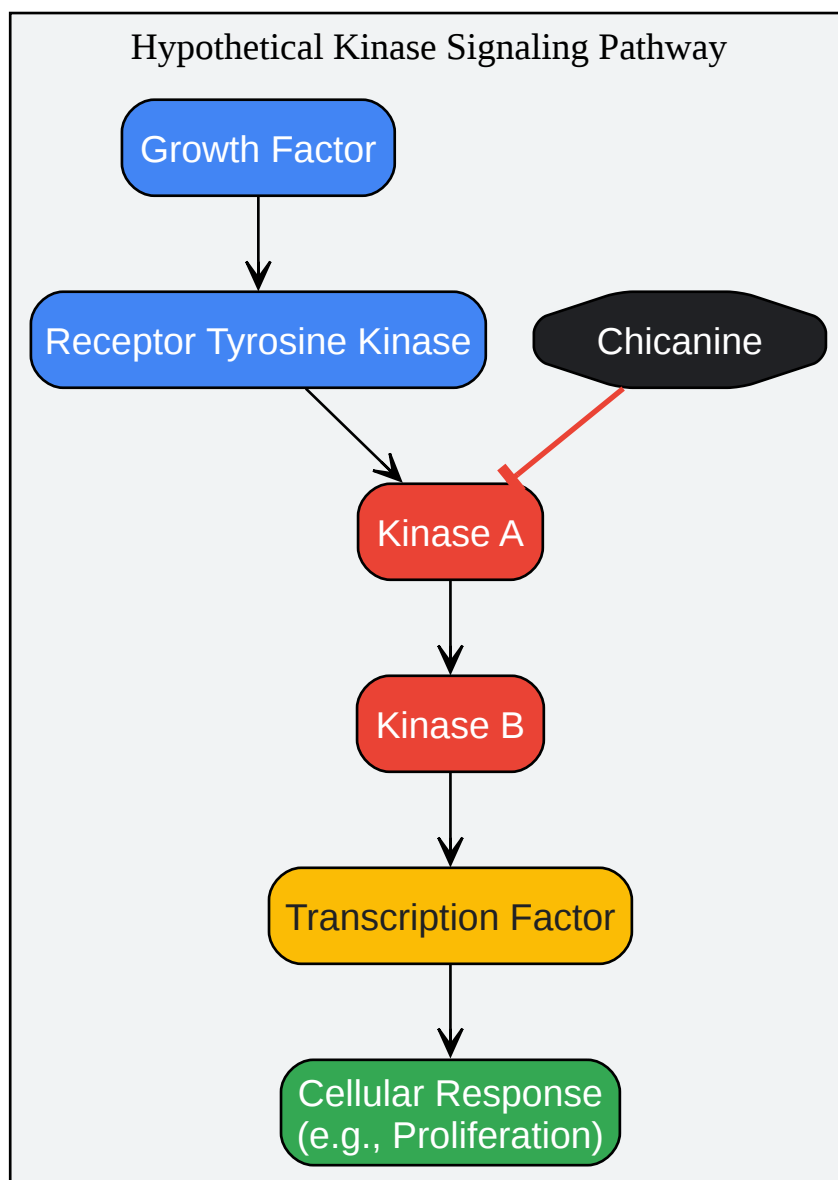 Hypothetical Kinase Signaling Pathway
Growth Factor
Receptor Tyrosine Kinase
Chicanine
Kinase A
Kinase B
Transcription Factor
Cellular Response
(e.g., Proliferation)